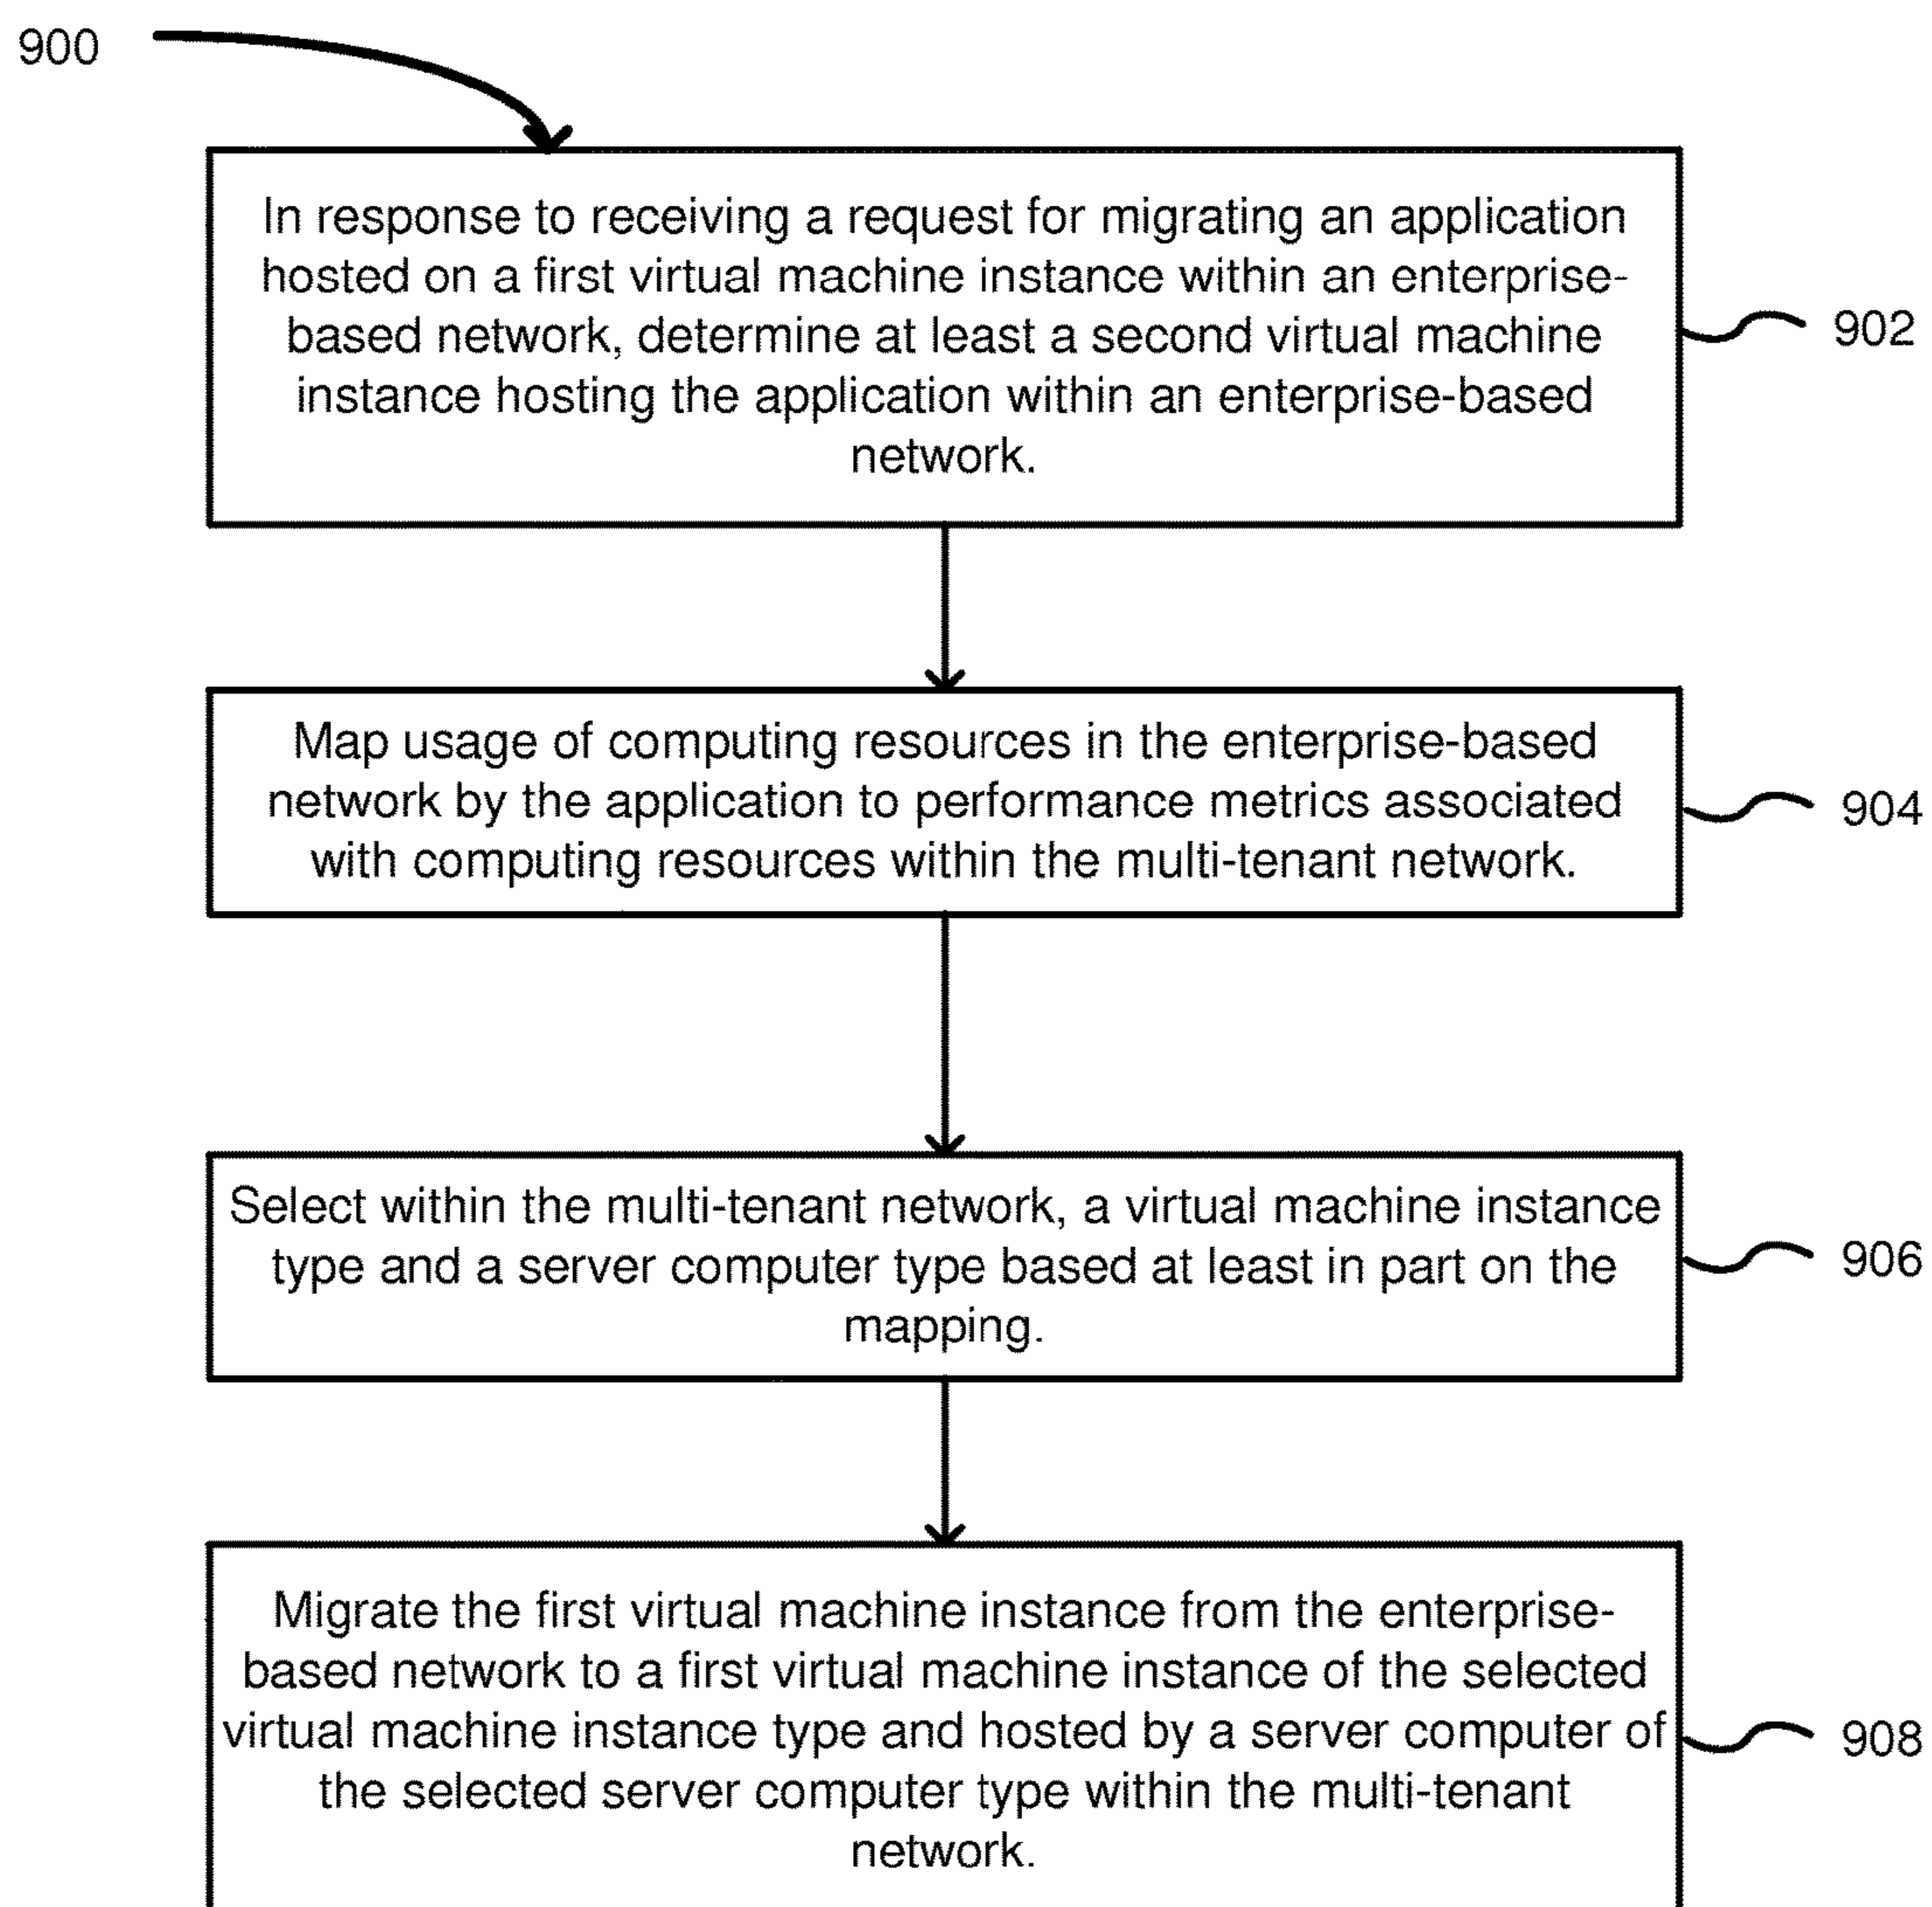 900
In response to receiving a request for migrating an application
hosted on a first virtual machine instance within an enterprise-
based network, determine at least a second virtual machine
instance hosting the application within an enterprise-based
network.
902
Map usage of computing resources in the enterprise-based
network by the application to performance metrics associated
with computing resources within the multi-tenant network.
904
Select within the multi-tenant network, a virtual machine instance
type and a server computer type based at least in part on the
mapping.
906
Migrate the first virtual machine instance from the enterprise-
based network to a first virtual machine instance of the selected
virtual machine instance type and hosted by a server computer of
the selected server computer type within the multi-tenant
network.
908